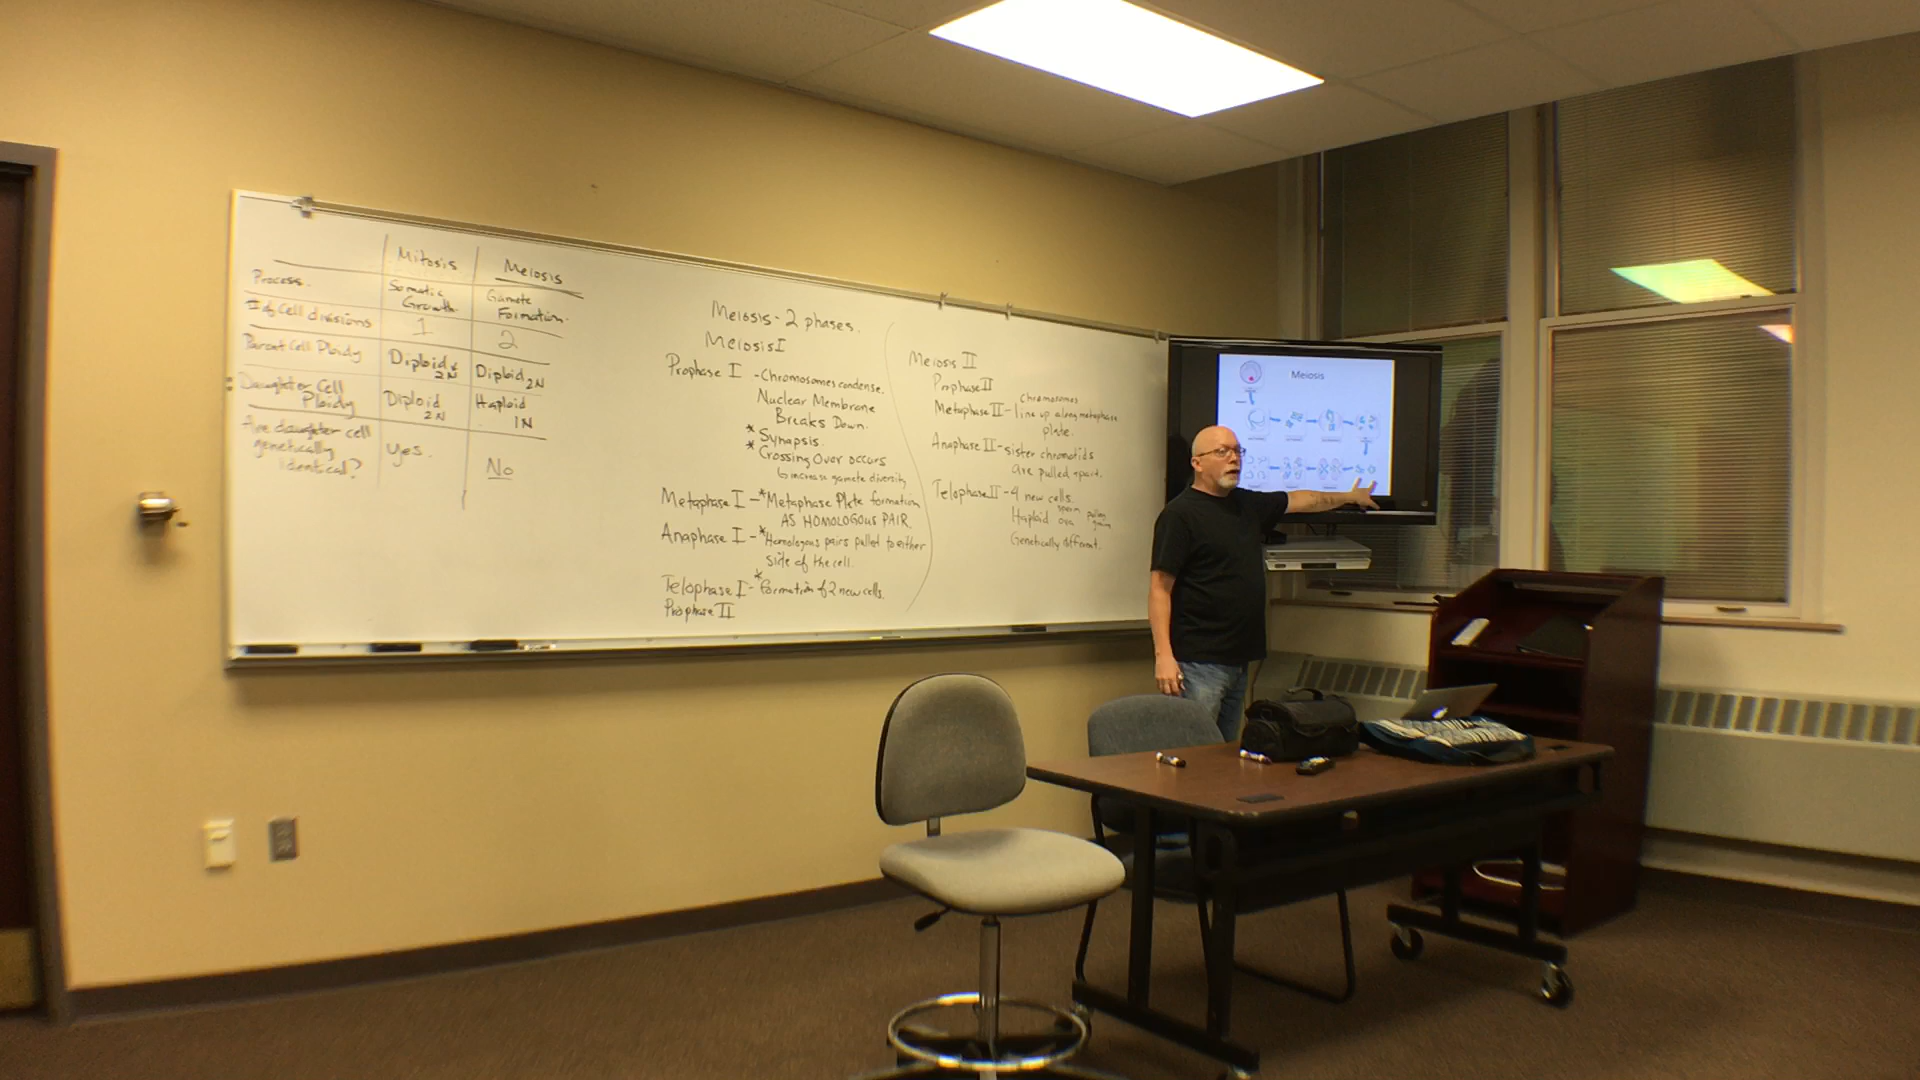 Mitosis Meiosis
Process. Somatic Growth. Gamete Formation.
# of Cell divisions 1 2
Parent Cell Ploidy Diploid 2N Diploid 2N
Daughter Cell Ploidy Diploid 2N Haploid 1N
Are daughter cell genetically identical? Yes. No
Meiosis - 2 phases.
Meiosis I
Prophase I - Chromosomes condense.
Nuclear Membrane
Breaks Down.
* Synapsis.
* Crossing Over occurs
to increase gamete diversity
Metaphase I - * Metaphase Plate formation
AS HOMOLOGOUS PAIR.
Anaphase I - * Homologous pairs pulled to either
side of the cell.
Telophase I - * Formation of 2 new cells.
Prophase II
Meiosis II
Prophase II
Metaphase II - chromosomes
line up along metaphase
plate.
Anaphase II - sister chromatids
are pulled apart.
Telophase II - 4 new cells.
Haploid sperm ova pollen grain
Genetically different.
Meiosis